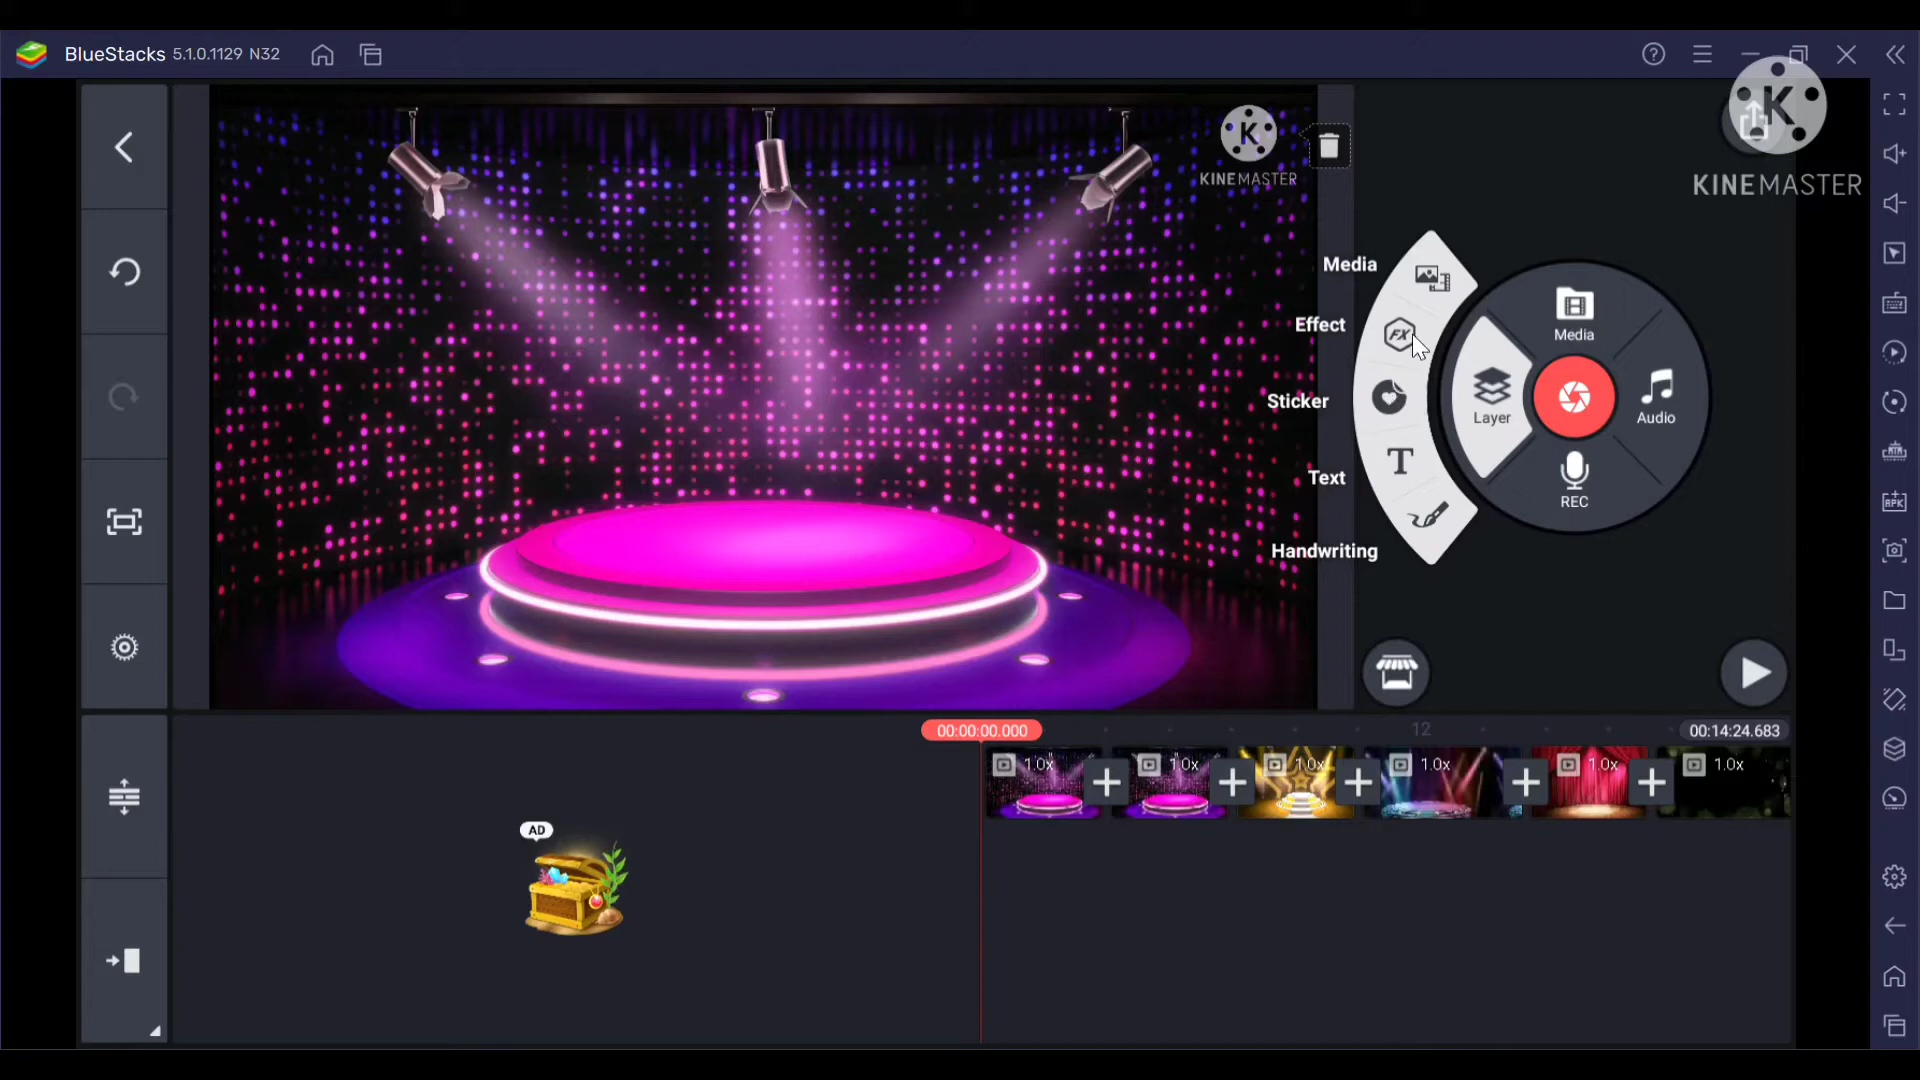 BlueStacks 5.1.0.1129 N32
K
KINEMASTER
K
KINEMASTER
Media
Effect
Sticker
Text
Handwriting
FX
T
Media
Layer
Audio
REC
00:00:00.000
12
00:14:24.683
1.0x
1.0x
1.0x
1.0x
1.0x
1.0x
AD
APK